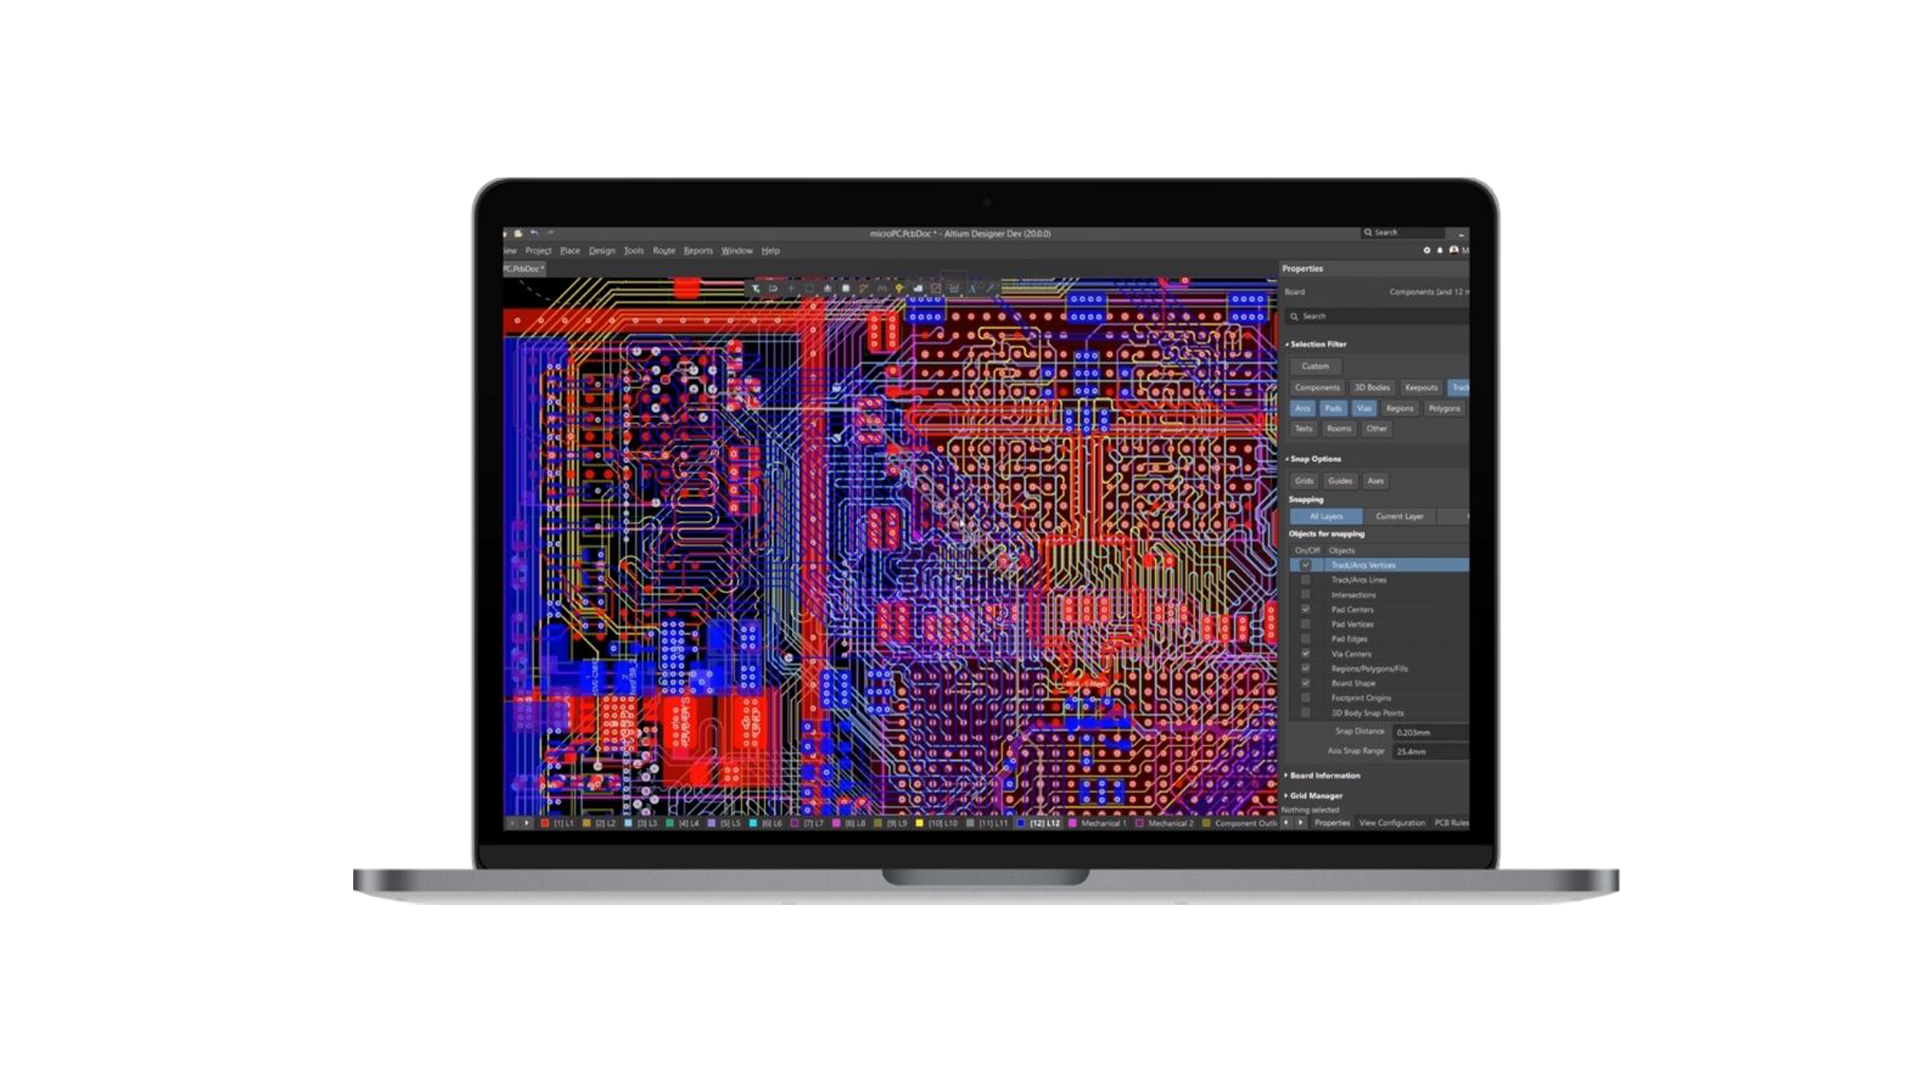 microPC.PcbDoc * - Altium Designer Dev (20.0.0)
Search
iew Project Place Design Tools Route Reports Window Help
M
PC.PcbDoc *
Properties
Board Components (and 12 m
Search
Selection Filter
Custom
Components 3D Bodies Keepouts Track
Arcs Pads Vias Regions Polygons
Texts Rooms Other
Snap Options
Grids Guides Axes
Snapping
All Layers Current Layer
Objects for snapping
On/Off Objects
Track/Arcs Vertices
Track/Arcs Lines
Intersections
Pad Centers
Pad Vertices
Pad Edges
Via Centers
Regions/Polygons/Fills
Board Shape
Footprint Origins
3D Body Snap Points
Snap Distance 0.203mm
Axis Snap Range 25.4mm
Board Information
Grid Manager
Nothing selected
[1] L1 [2] L2 [3] L3 [4] L4 [5] L5 [6] L6 [7] L7 [8] L8 [9] L9 [10] L10 [11] L11 [12] L12 Mechanical 1 Mechanical 2 Component Outli
Properties View Configuration PCB Rules